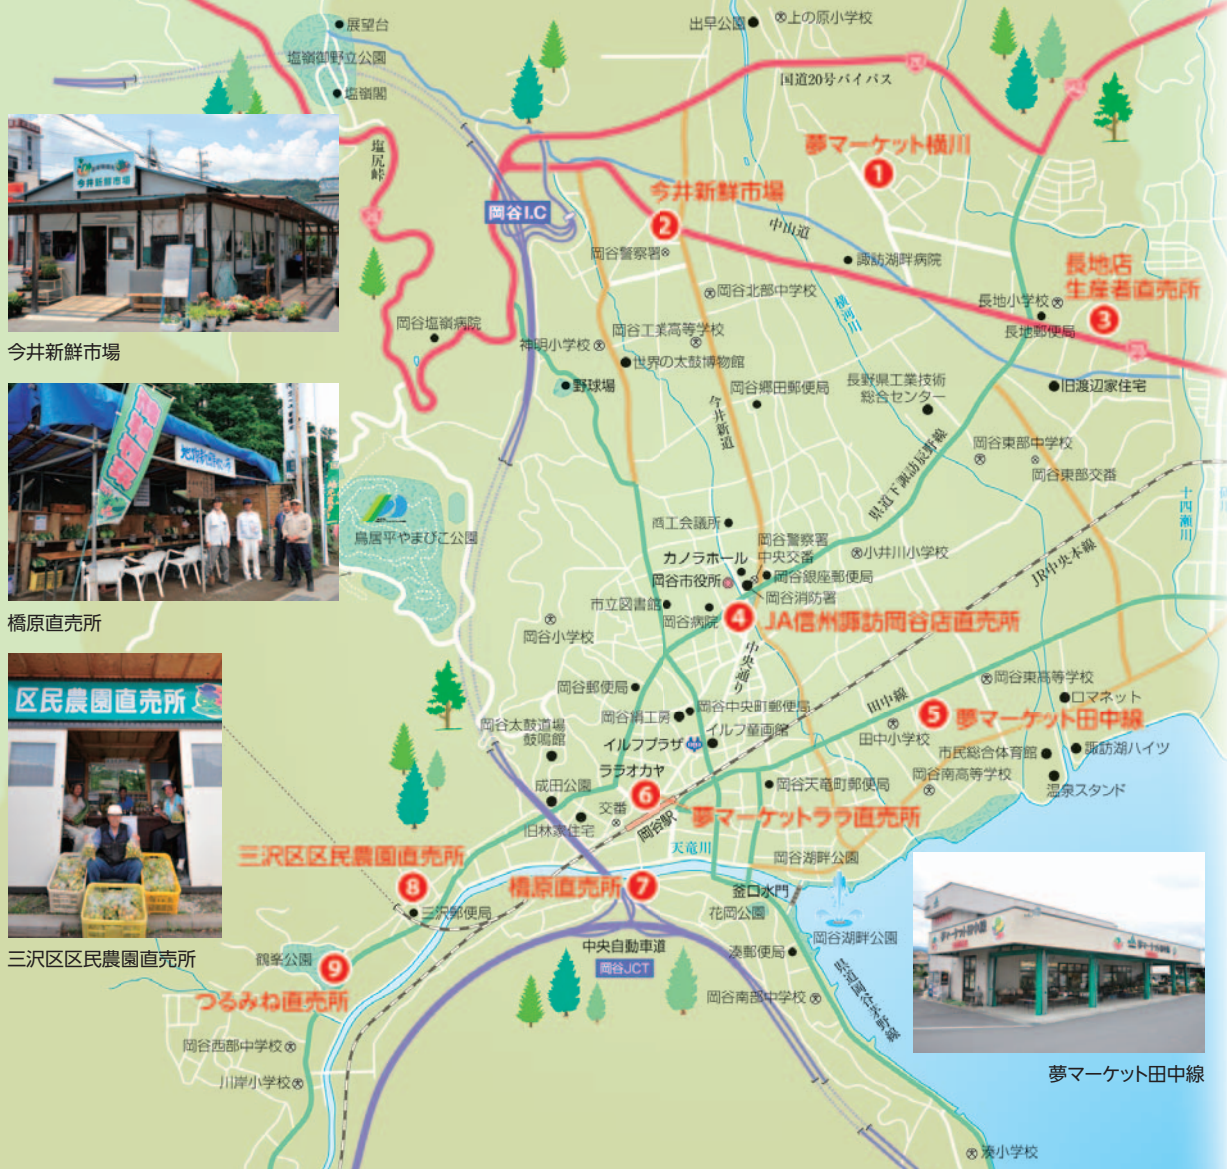 展望台
塩嶺御野立公園
塩嶺閣
出早公園
上の原小学校
国道20号バイパス
塩尻峠
今井新鮮市場
今井新鮮市場
岡谷I.C
夢マーケット横川
1
今井新鮮市場
2
中山道
岡谷警察署
諏訪湖畔病院
岡谷北部中学校
横河川
長地店
生産者直売所
3
長地小学校
長地郵便局
旧渡辺家住宅
岡谷塩嶺病院
神明小学校
岡谷工業高等学校
世界の太鼓博物館
野球場
岡谷郷田郵便局
長野県工業技術
総合センター
今井新道
県道下諏訪辰野線
岡谷東部中学校
岡谷東部交番
十四瀬川
橋原直売所
鳥居平やまびこ公園
商工会議所
岡谷警察署
中央交番
カノラホール
岡谷市役所
岡谷銀座郵便局
岡谷消防署
小井川小学校
JR中央本線
市立図書館
岡谷病院
4
JA信州諏訪岡谷店直売所
岡谷小学校
中央通り
区民農園直売所
三沢区区民農園直売所
岡谷郵便局
岡谷絹工房
岡谷中央町郵便局
岡谷太鼓道場
鼓鳴館
イルフプラザ
イルフ童画館
田中線
岡谷東高等学校
ロマネット
5
夢マーケット田中線
田中小学校
市民総合体育館
諏訪湖ハイツ
岡谷南高等学校
温泉スタンド
成田公園
ララオカヤ
6
交番
岡谷駅
夢マーケットララ直売所
岡谷天竜町郵便局
旧林家住宅
天竜川
岡谷湖畔公園
三沢区区民農園直売所
8
三沢郵便局
橋原直売所
7
釜口水門
花岡公園
岡谷湖畔公園
中央自動車道
岡谷JCT
湊郵便局
県道岡谷茅野線
岡谷南部中学校
鶴峯公園
9
つるみね直売所
岡谷西部中学校
川岸小学校
夢マーケット田中線
夢マーケット田中線
湊小学校